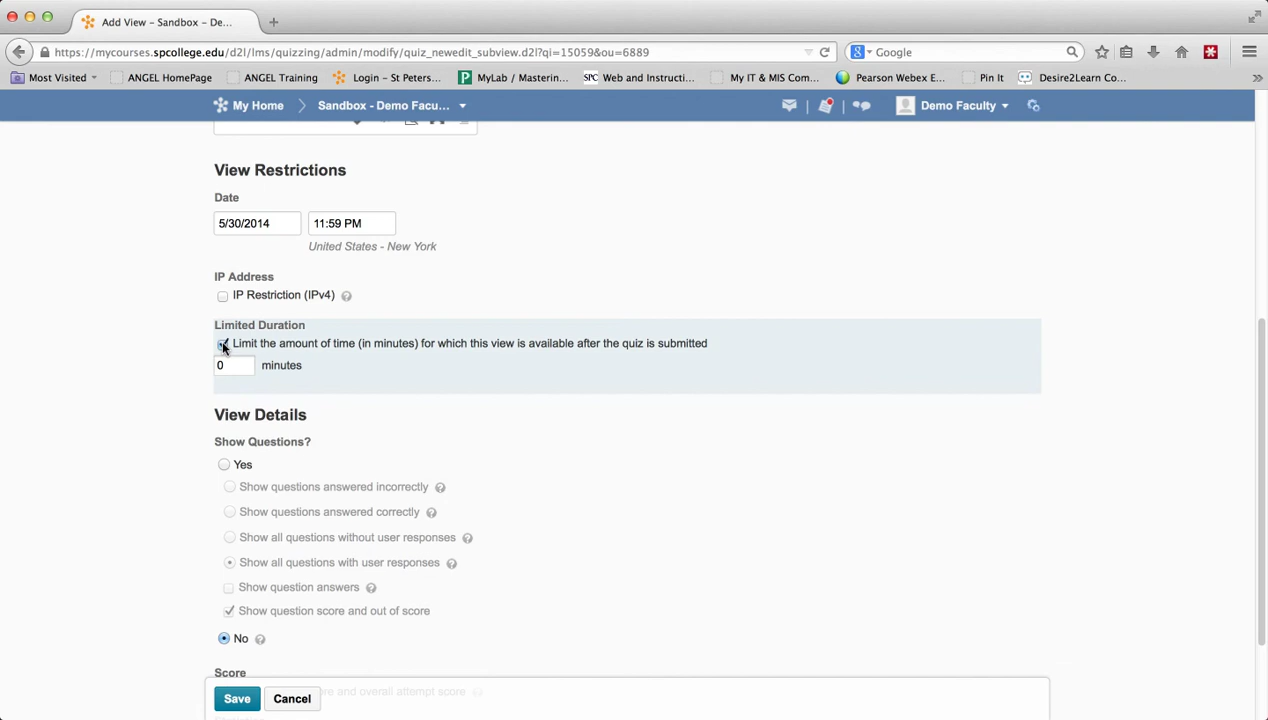 Add View - Sandbox - De...
https://mycourses.spcollege.edu/d2l/lms/quizzing/admin/modify/quiz_newedit_subview.d2l?qi=15059&ou=6889
Google
Most Visited
ANGEL HomePage
ANGEL Training
Login – St Peters...
MyLab / Masterin...
SPC Web and Instructi...
My IT & MIS Com...
Pearson Webex E...
Pin It
Desire2Learn Co...
My Home
Sandbox - Demo Facu...
Demo Faculty
View Restrictions
Date
5/30/2014 11:59 PM
United States - New York
IP Address
IP Restriction (IPv4)
Limited Duration
Limit the amount of time (in minutes) for which this view is available after the quiz is submitted
0 minutes
View Details
Show Questions?
Yes
Show questions answered incorrectly
Show questions answered correctly
Show all questions without user responses
Show all questions with user responses
Show question answers
Show question score and out of score
No
Score
ore and overall attempt score
Save Cancel